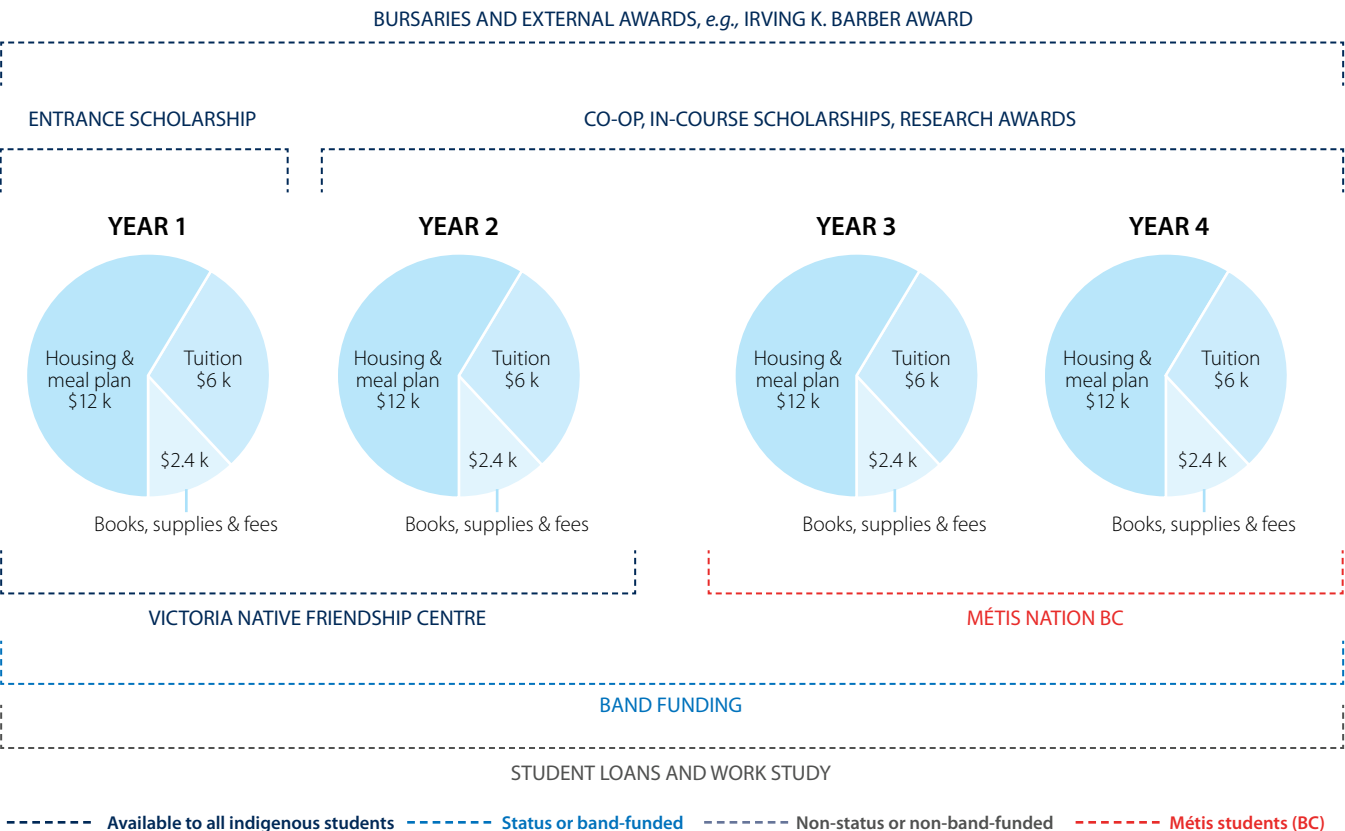 BURSARIES AND EXTERNAL AWARDS, e.g., IRVING K. BARBER AWARD
ENTRANCE SCHOLARSHIP
CO-OP, IN-COURSE SCHOLARSHIPS, RESEARCH AWARDS
YEAR 1
YEAR 2
YEAR 3
YEAR 4
Housing &
meal plan
$12 k
Tuition
$6 k
$2.4 k
Books, supplies & fees
Housing &
meal plan
$12 k
Tuition
$6 k
$2.4 k
Books, supplies & fees
Housing &
meal plan
$12 k
Tuition
$6 k
$2.4 k
Books, supplies & fees
Housing &
meal plan
$12 k
Tuition
$6 k
$2.4 k
Books, supplies & fees
VICTORIA NATIVE FRIENDSHIP CENTRE
MÉTIS NATION BC
BAND FUNDING
STUDENT LOANS AND WORK STUDY
Available to all indigenous students
Status or band-funded
Non-status or non-band-funded
Métis students (BC)